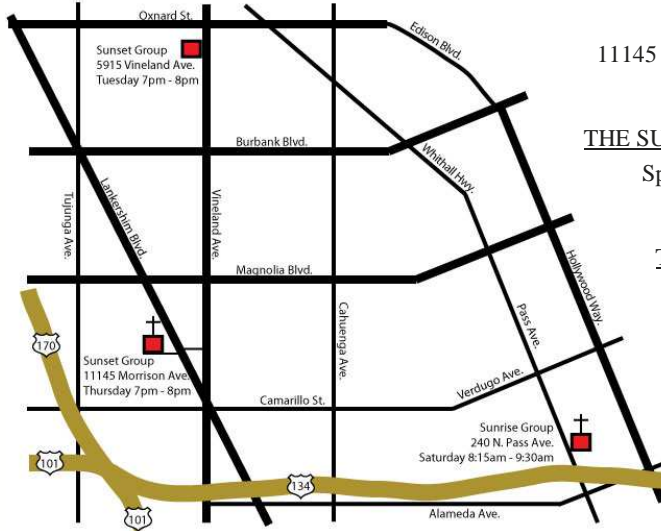 Oxnard St.
Edison Blvd.
Sunset Group
5915 Vineland Ave.
Tuesday 7pm - 8pm
11145
Burbank Blvd.
THE SU
Whithall Hwy.
Sp
Tujunga Ave.
Lankershim Blvd.
Vineland Ave.
Magnolia Blvd.
Hollywood Way.
T
170
Cahuenga Ave.
Pass Ave.
Sunset Group
11145 Morrison Ave.
Thursday 7pm - 8pm
Verdugo Ave.
Camarillo St.
Sunrise Group
240 N. Pass Ave.
Saturday 8:15am - 9:30am
101
134
101
Alameda Ave.